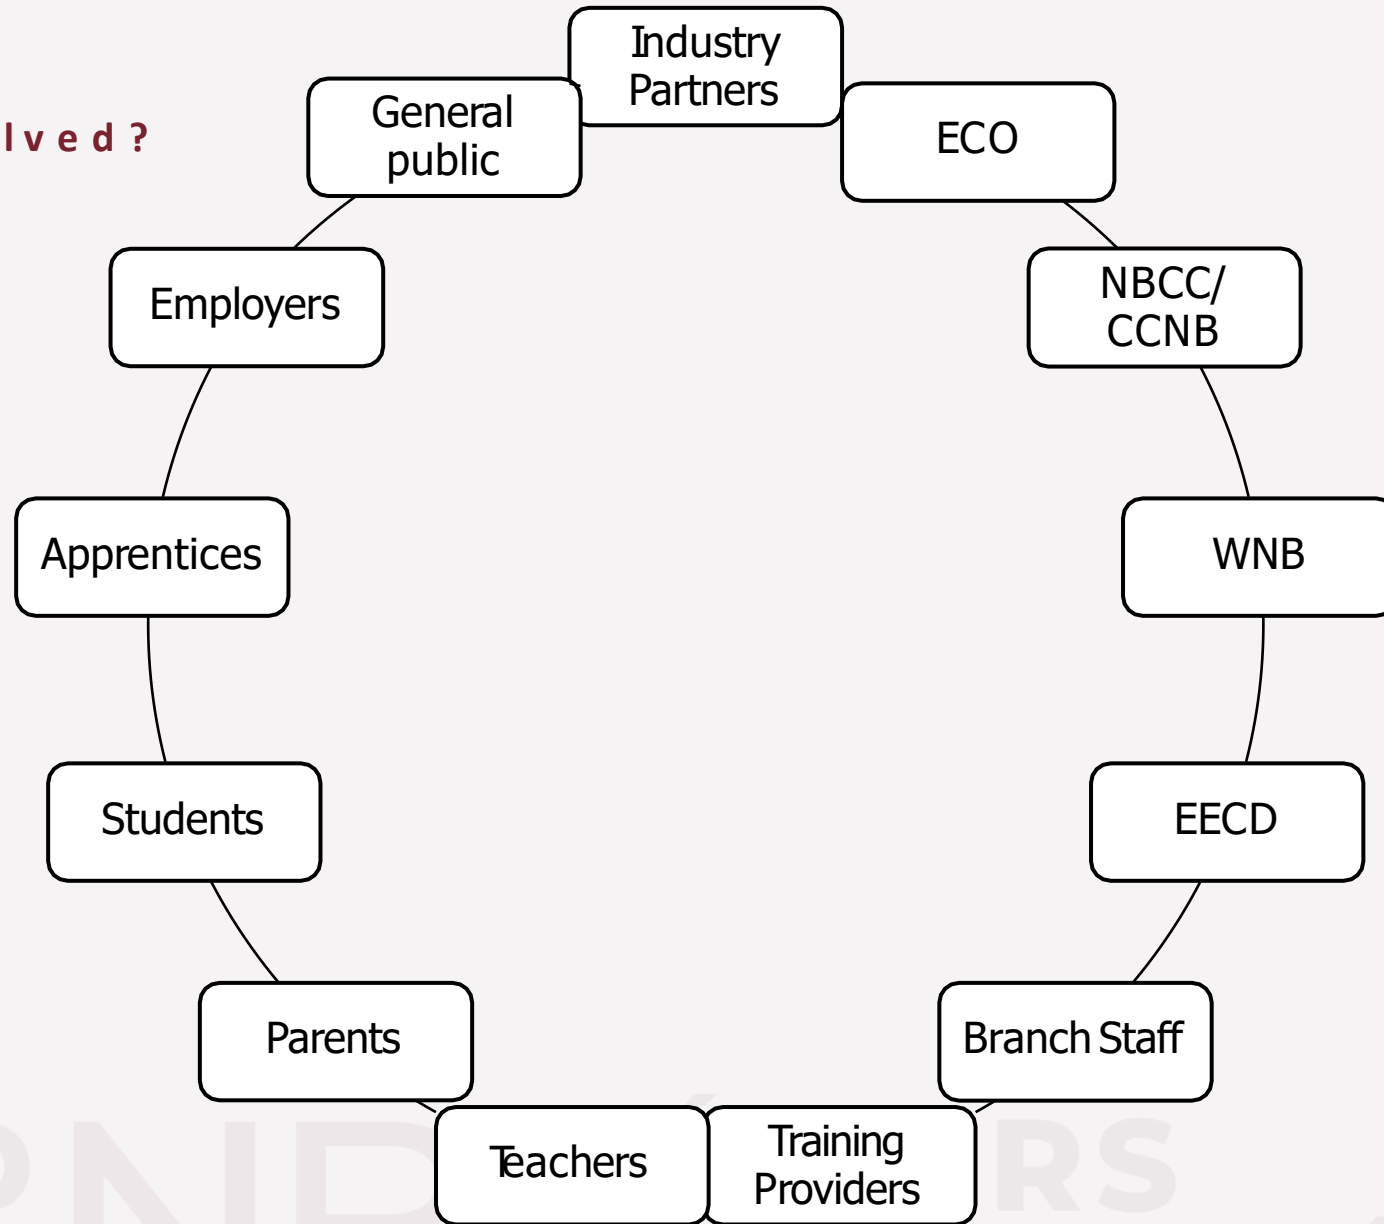 Industry
Partners
General
public
lved?
ECO
Employers
NBCC/
CCNB
Apprentices
WNB
Students
EECD
Parents
Branch Staff
Teachers
Training
Providers
RS